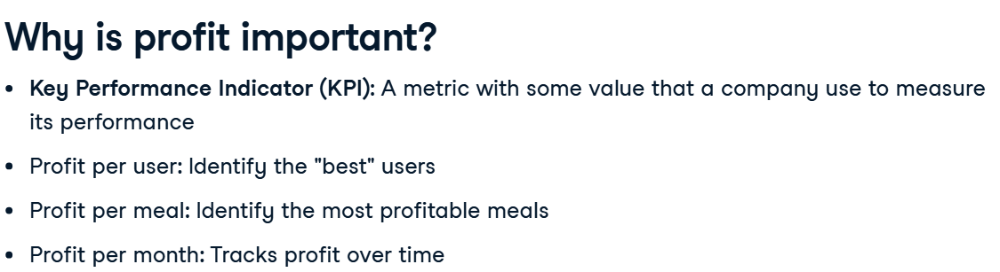 Why is profit important?
• Key Performance Indicator (KPI): A metric with some value that a company use to measure
its performance
• Profit per user: Identify the "best" users
• Profit per meal: Identify the most profitable meals
• Profit per month: Tracks profit over time